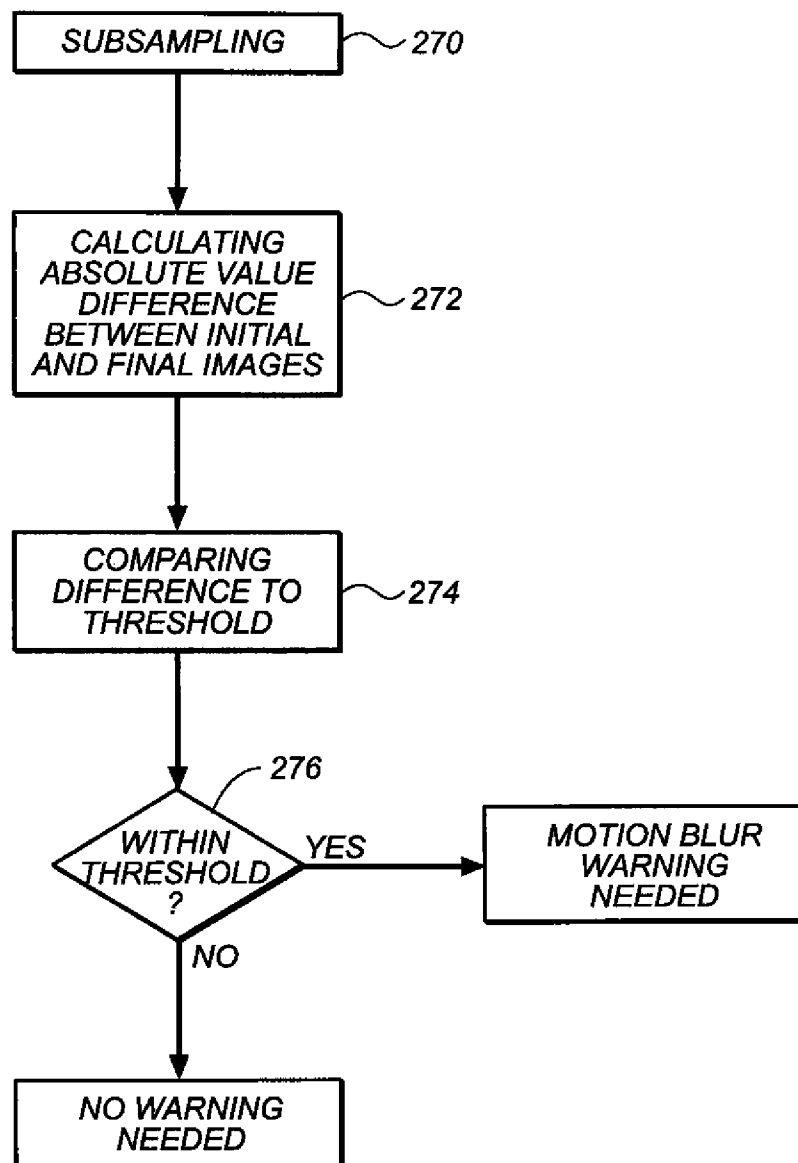 SUBSAMPLING
270
CALCULATING
ABSOLUTE VALUE
DIFFERENCE
BETWEEN INITIAL
AND FINAL IMAGES
272
COMPARING
DIFFERENCE TO
THRESHOLD
274
276
WITHIN
THRESHOLD
?
YES
MOTION BLUR
WARNING
NEEDED
NO
NO WARNING
NEEDED